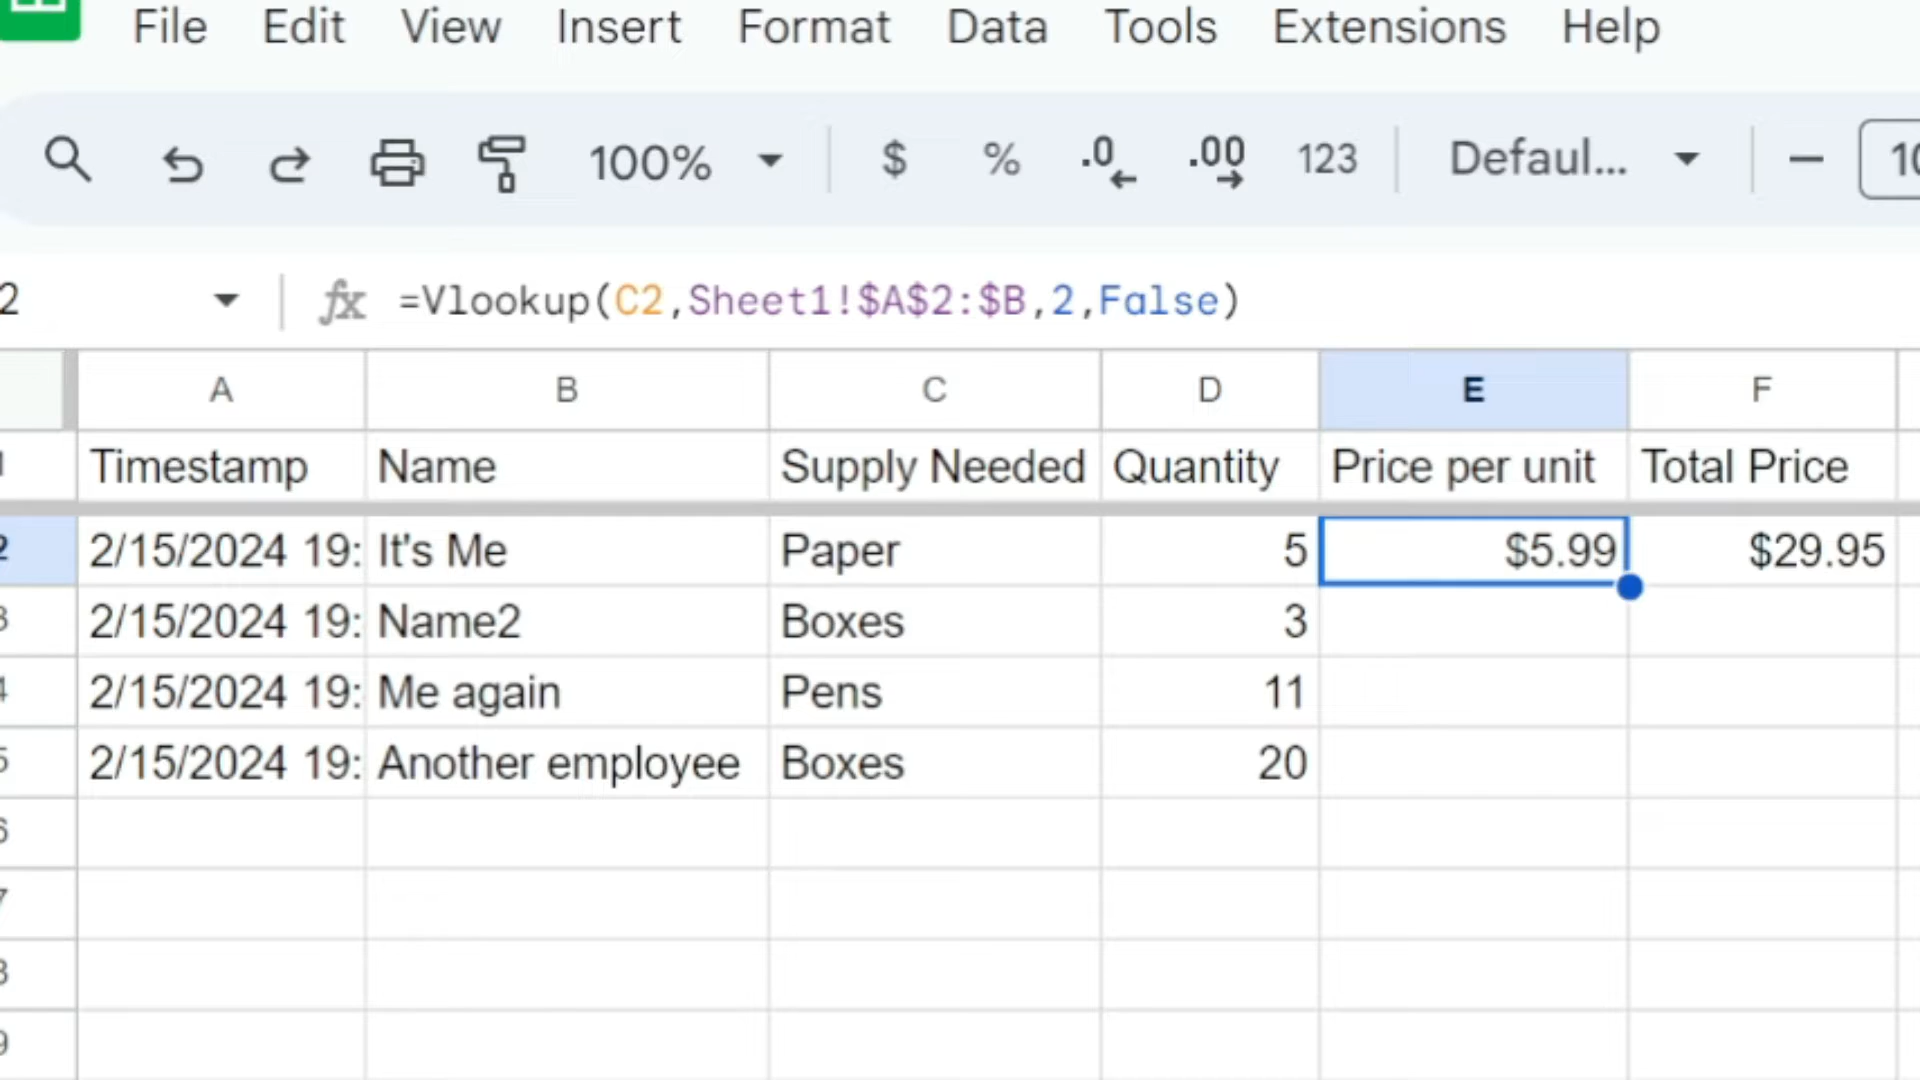 File Edit View Insert Format Data Tools Extensions Help
100% $ % .0 .00 123 Defaul... 10
2 fx =Vlookup(C2,Sheet1!$A$2:$B,2,False)
A B C D E F
1 Timestamp Name Supply Needed Quantity Price per unit Total Price
2 2/15/2024 19: It's Me Paper 5 $5.99 $29.95
3 2/15/2024 19: Name2 Boxes 3
4 2/15/2024 19: Me again Pens 11
5 2/15/2024 19: Another employee Boxes 20
6
7
8
9